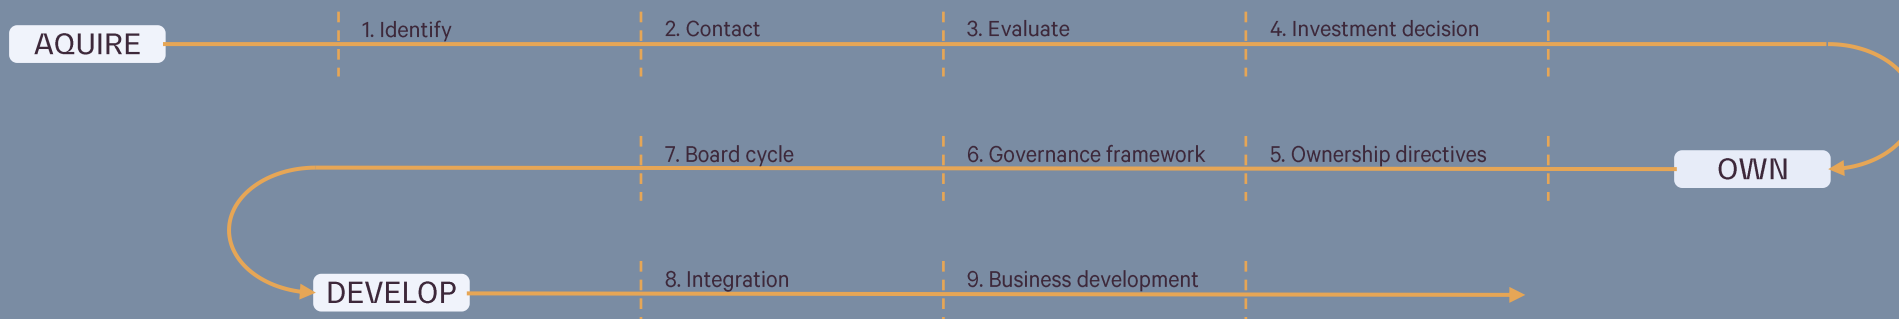 AQUIRE
1. Identify
2. Contact
3. Evaluate
4. Investment decision
OWN
5. Ownership directives
6. Governance framework
7. Board cycle
DEVELOP
8. Integration
9. Business development